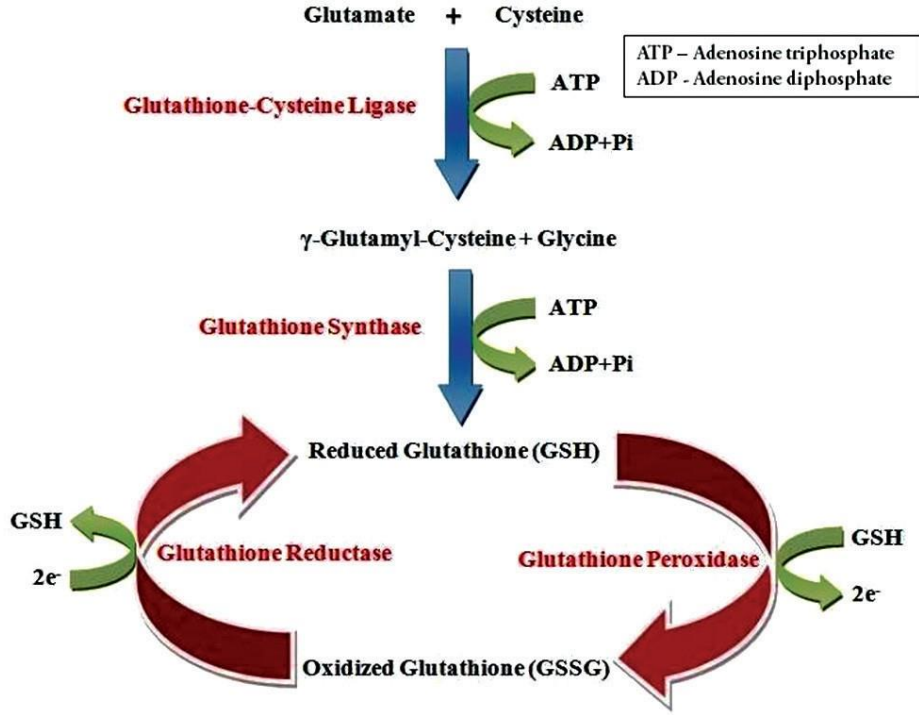 Glutamate + Cysteine
ATP – Adenosine triphosphate
ADP - Adenosine diphosphate
Glutathione-Cysteine Ligase
ATP
ADP+Pi
γ-Glutamyl-Cysteine + Glycine
Glutathione Synthase
ATP
ADP+Pi
Reduced Glutathione (GSH)
GSH
2e-
Glutathione Reductase
Glutathione Peroxidase
GSH
2e-
Oxidized Glutathione (GSSG)